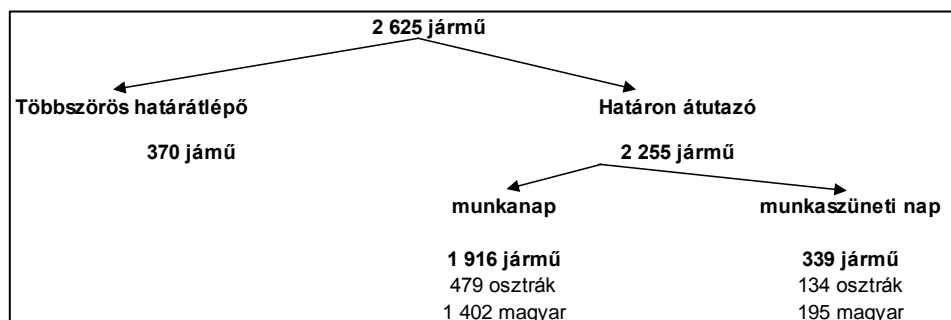 2 625 jármű
Többszörös határátlépő Határon átutazó
370 jámű 2 255 jármű
munkanap munkaszüneti nap
1 916 jármű 339 jármű
479 osztrák 134 osztrák
1 402 magyar 195 magyar